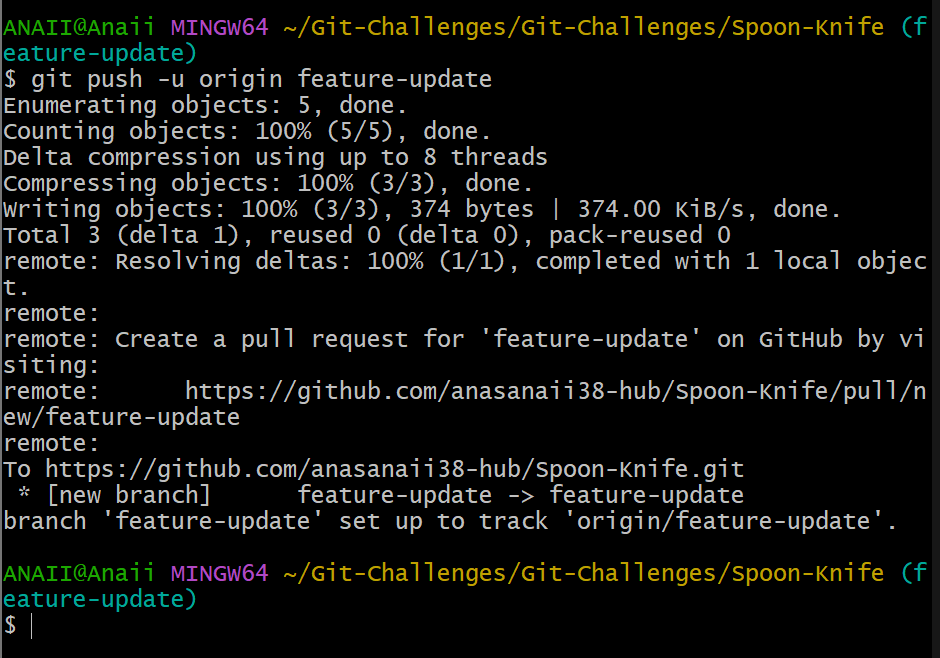 ANAII@Anaii MINGW64 ~/Git-Challenges/Git-Challenges/Spoon-Knife (f
eature-update)
$ git push -u origin feature-update
Enumerating objects: 5, done.
Counting objects: 100% (5/5), done.
Delta compression using up to 8 threads
Compressing objects: 100% (3/3), done.
Writing objects: 100% (3/3), 374 bytes | 374.00 KiB/s, done.
Total 3 (delta 1), reused 0 (delta 0), pack-reused 0
remote: Resolving deltas: 100% (1/1), completed with 1 local objec
t.
remote:
remote: Create a pull request for 'feature-update' on GitHub by vi
siting:
remote:      https://github.com/anasanaii38-hub/Spoon-Knife/pull/n
ew/feature-update
remote:
To https://github.com/anasanaii38-hub/Spoon-Knife.git
 * [new branch]      feature-update -> feature-update
branch 'feature-update' set up to track 'origin/feature-update'.
ANAII@Anaii MINGW64 ~/Git-Challenges/Git-Challenges/Spoon-Knife (f
eature-update)
$